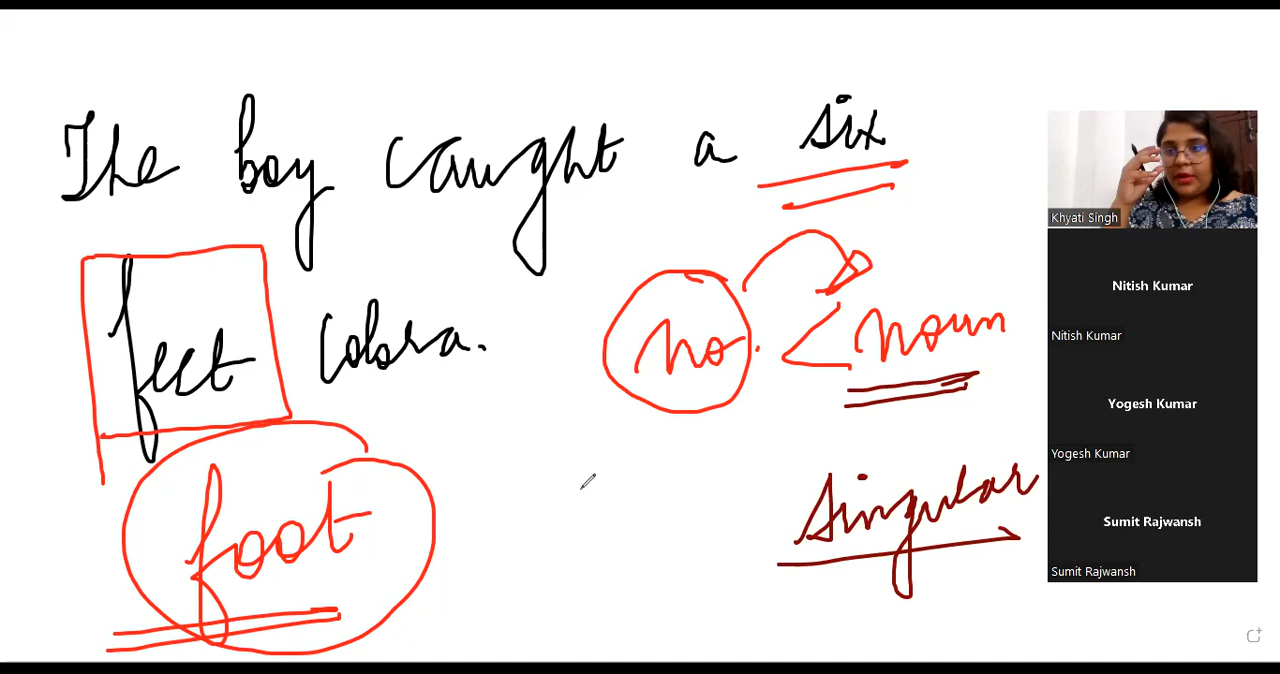 The boy caught a six
feet cobra.
no. < noun
foot
singular
Khyati Singh
Nitish Kumar
Nitish Kumar
Yogesh Kumar
Yogesh Kumar
Sumit Rajwansh
Sumit Rajwansh